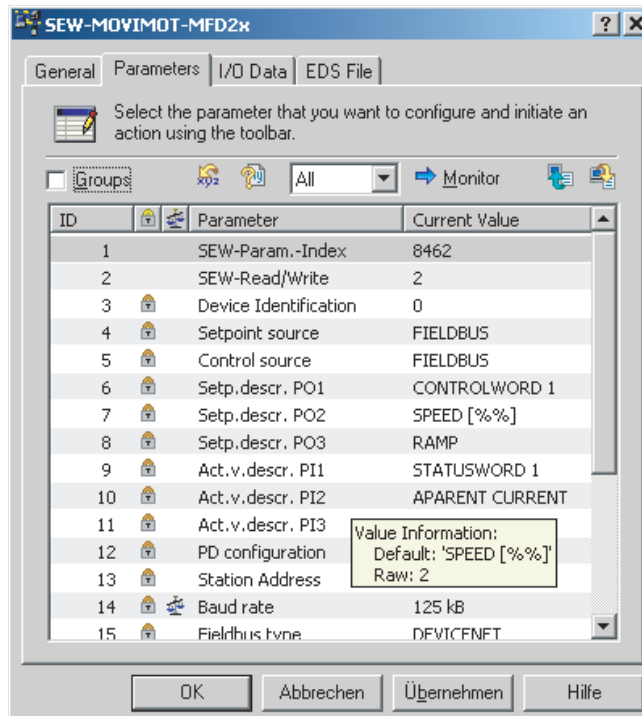 SEW-MOVIMOT-MFD2x
General Parameters I/O Data EDS File
Select the parameter that you want to configure and initiate an
action using the toolbar.
Groups All Monitor
ID Parameter Current Value
1 SEW-Param.-Index 8462
2 SEW-Read/Write 2
3 Device Identification 0
4 Setpoint source FIELDBUS
5 Control source FIELDBUS
6 Setp.descr. PO1 CONTROLWORD 1
7 Setp.descr. PO2 SPEED [%%]
8 Setp.descr. PO3 RAMP
9 Act.v.descr. PI1 STATUSWORD 1
10 Act.v.descr. PI2 APARENT CURRENT
11 Act.v.descr. PI3
12 PD configuration
13 Station Address
Value Information:
Default: 'SPEED [%%]'
Raw: 2
14 Baud rate 125 kB
15 Fieldbus type DEVICENET
OK Abbrechen Übernehmen Hilfe